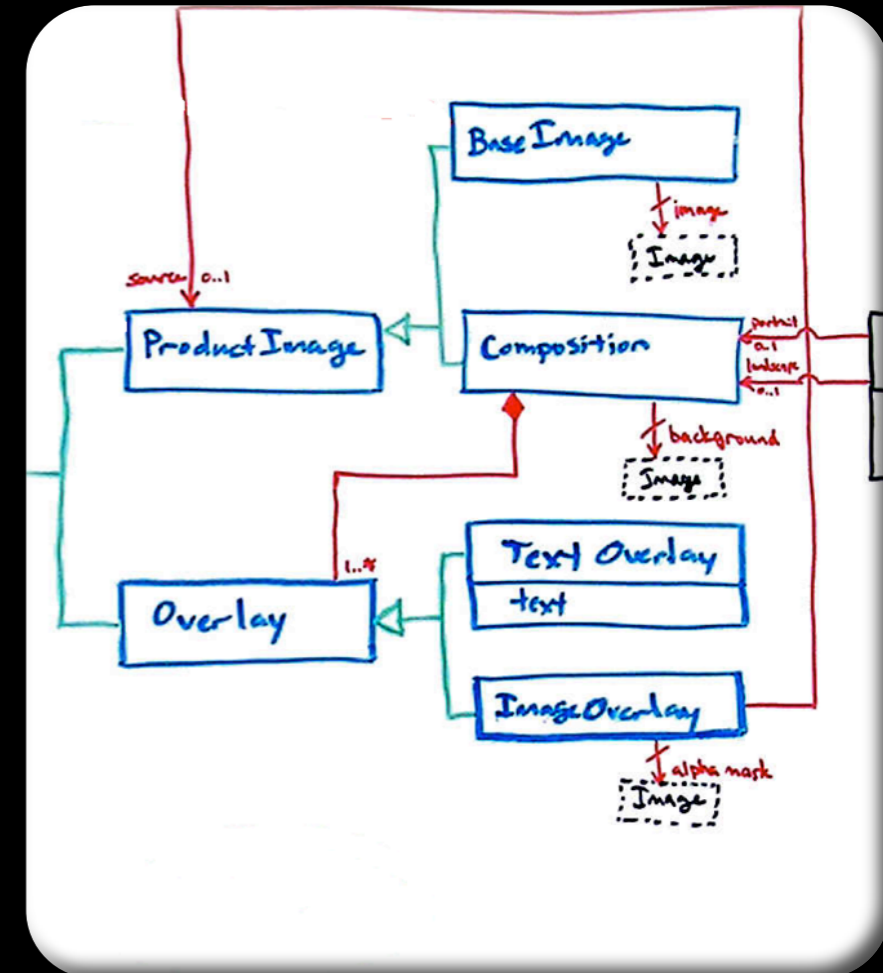 BaseImage
image
Image
source 0..1
ProductImage
Composition
portrait
0..1
landscape
0..1
background
Image
1..*
Text Overlay
text
Overlay
ImageOverlay
alpha mask
Image